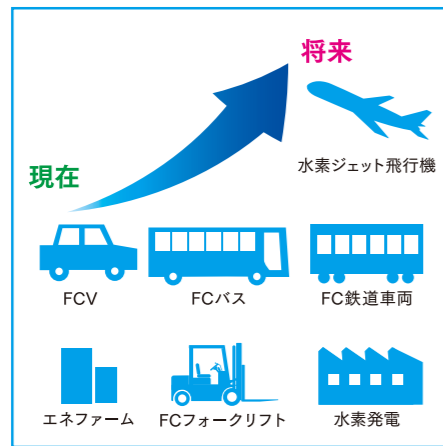 将来
水素ジェット飛行機
現在
FCV
FCバス
FC鉄道車両
エネファーム
FCフォークリフト
水素発電